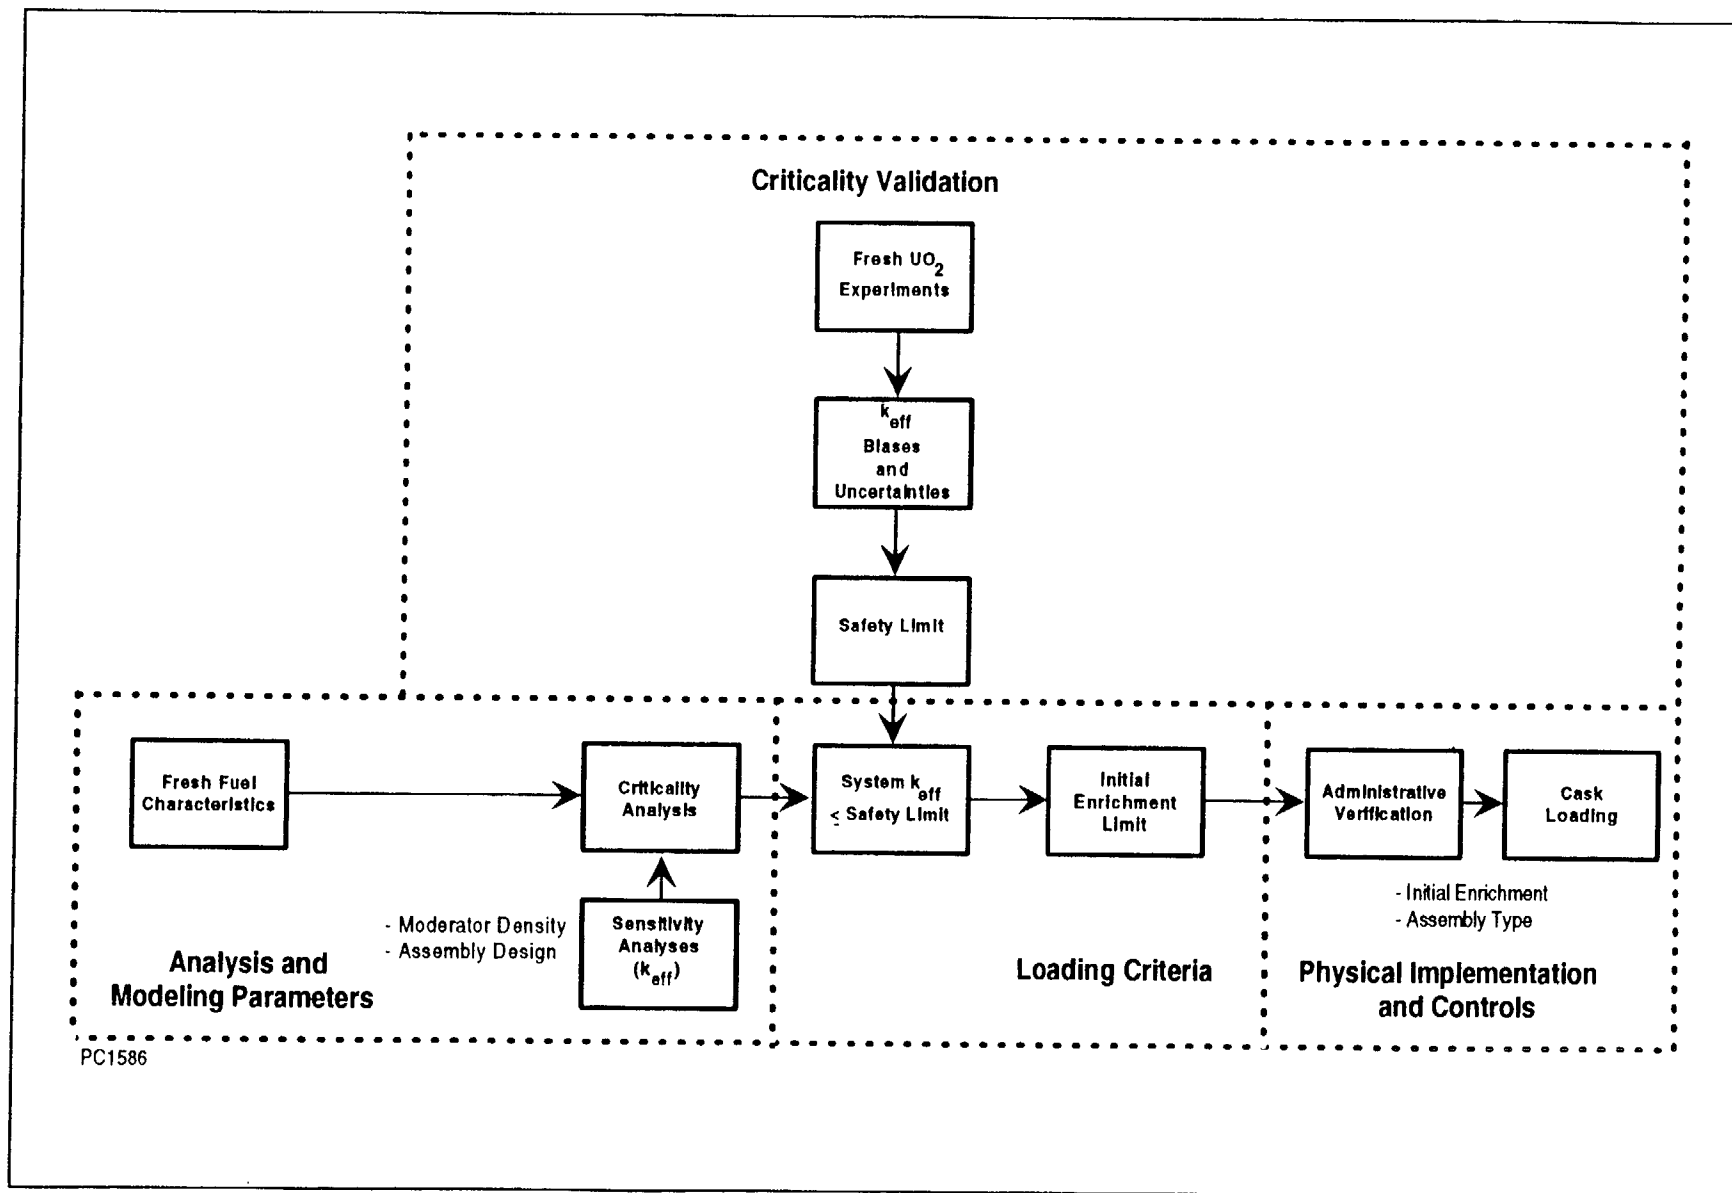 Criticality Validation
Fresh UO2
Experiments
keff
Biases
and
Uncertainties
Safety Limit
Fresh Fuel
Characteristics
Criticality
Analysis
System keff
≤ Safety Limit
Initial
Enrichment
Limit
Administrative
Verification
Cask
Loading
- Moderator Density
- Assembly Design
Sensitivity
Analyses
(keff)
- Initial Enrichment
- Assembly Type
Analysis and
Modeling Parameters
Loading Criteria
Physical Implementation
and Controls
PC1586